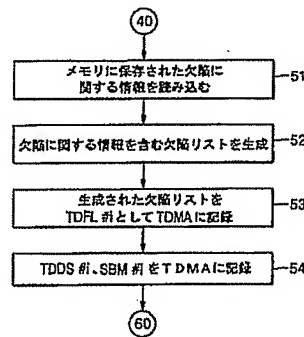 40
メモリに保存された欠陥に
関する情報を読み込む
51
欠陥に関する情報を含む欠陥リストを生成
52
生成された欠陥リストを
TDFL #iとしてTDMAに記録
53
TDDS #i、SBM #iをTDMAに記録
54
60